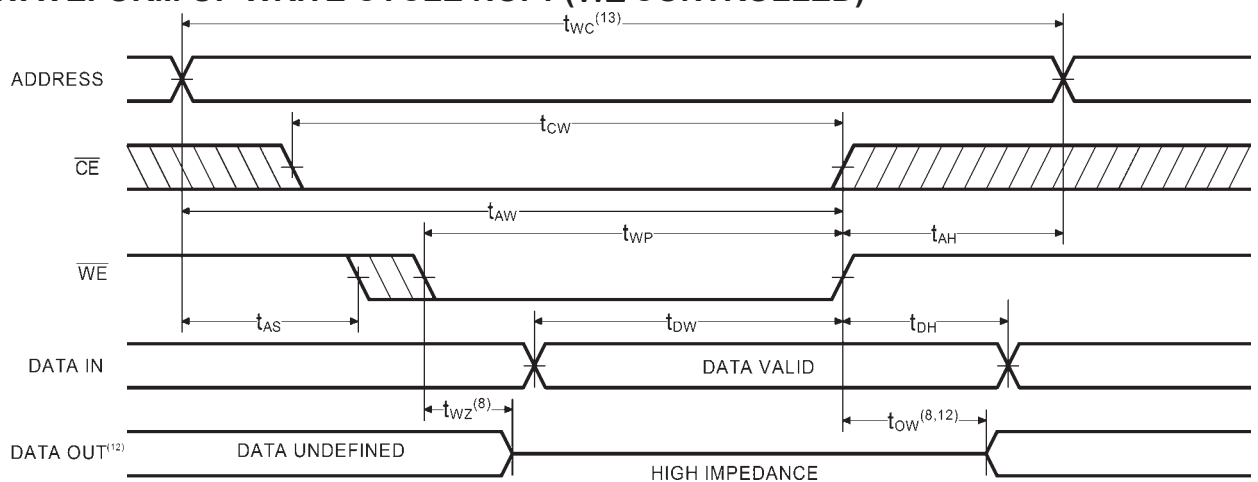 tWC(13)
ADDRESS
tCW
CE
tAW
tWP
tAH
WE
tAS
tDW
tDH
DATA IN
DATA VALID
tWZ(8)
tOW(8,12)
DATA OUT(12)
DATA UNDEFINED
HIGH IMPEDANCE